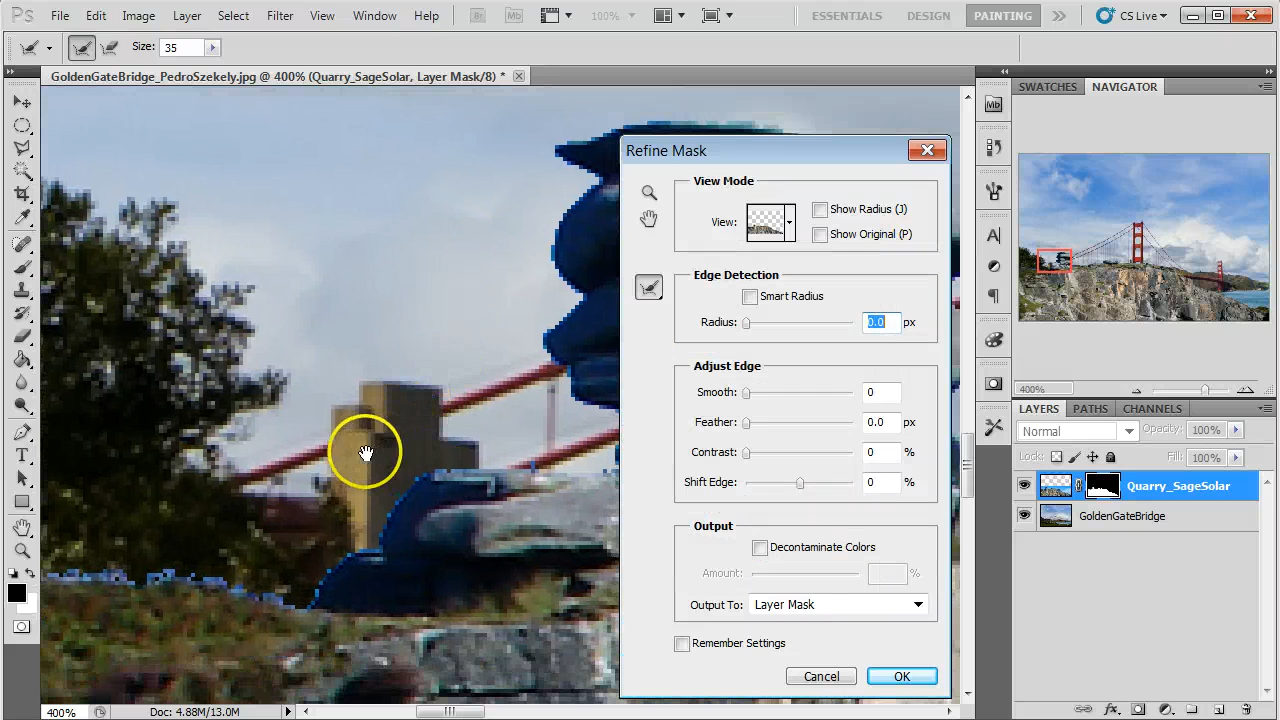 Ps File Edit Image Layer Select Filter View Window Help Br Mb 100% ESSENTIALS DESIGN PAINTING CS Live
Size: 35
GoldenGateBridge_PedroSzekely.jpg @ 400% (Quarry_SageSolar, Layer Mask/8) *
SWATCHES NAVIGATOR
Mb
Refine Mask
View Mode
View:
Show Radius (J)
Show Original (P)
Edge Detection
Smart Radius
Radius: 0.0 px
Adjust Edge
Smooth: 0
Feather: 0.0 px
Contrast: 0 %
Shift Edge: 0 %
Output
Decontaminate Colors
Amount: %
Output To: Layer Mask
Remember Settings
Cancel OK
400%
LAYERS PATHS CHANNELS
Normal Opacity: 100%
Lock: Fill: 100%
Quarry_SageSolar
GoldenGateBridge
400% Doc: 4.88M/13.0M